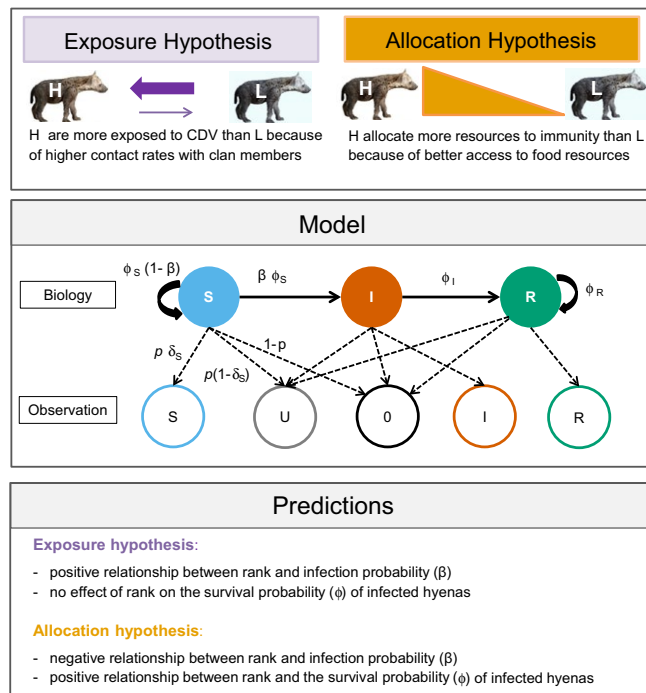 Exposure Hypothesis
H
L
H are more exposed to CDV than L because
of higher contact rates with clan members
Allocation Hypothesis
H
L
H allocate more resources to immunity than L
because of better access to food resources
Model
Biology
ϕS (1- β)
S
β ϕS
I
ϕI
R
ϕR
p δS
p(1-δS)
1-p
Observation
S
U
0
I
R
Predictions
Exposure hypothesis:
- positive relationship between rank and infection probability (β)
- no effect of rank on the survival probability (ϕ) of infected hyenas
Allocation hypothesis:
- negative relationship between rank and infection probability (β)
- positive relationship between rank and the survival probability (ϕ) of infected hyenas